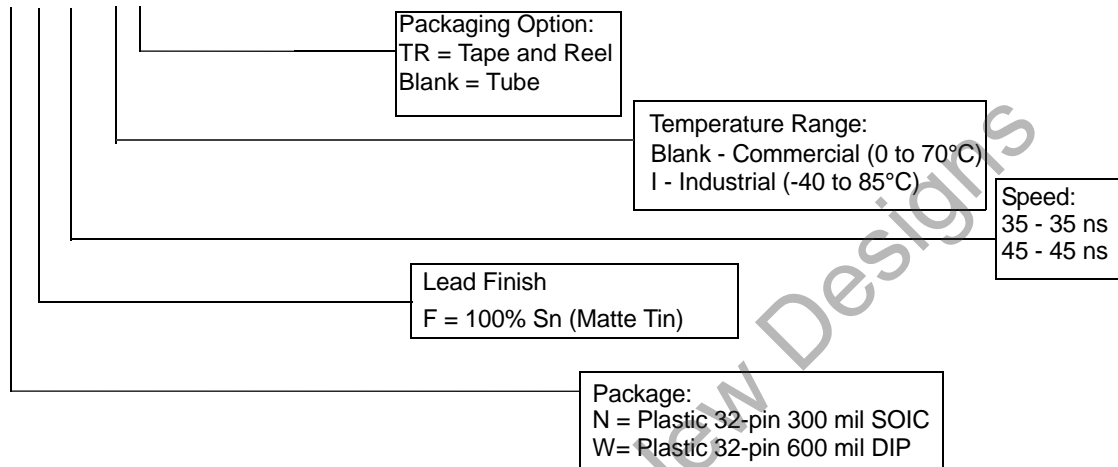 Packaging Option:
TR = Tape and Reel
Blank = Tube
Temperature Range:
Blank - Commercial (0 to 70°C)
I - Industrial (-40 to 85°C)
Speed:
35 - 35 ns
45 - 45 ns
Lead Finish
F = 100% Sn (Matte Tin)
Package:
N = Plastic 32-pin 300 mil SOIC
W= Plastic 32-pin 600 mil DIP
New Designs